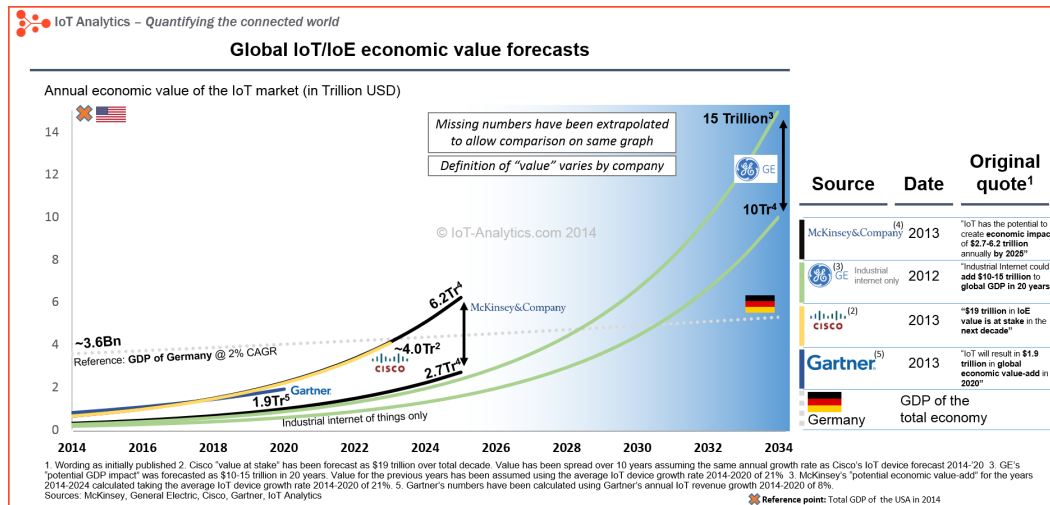 IoT Analytics – Quantifying the connected world
Global IoT/IoE economic value forecasts
Annual economic value of the IoT market (in Trillion USD)
14
12
10
8
6
4
2
0
Missing numbers have been extrapolated
to allow comparison on same graph
Definition of "value" varies by company
15 Trillion3
GE
10Tr4
© IoT-Analytics.com 2014
6.2Tr4
McKinsey&Company
~3.6Bn
Reference: GDP of Germany @ 2% CAGR
~4.0Tr2
CISCO
2.7Tr4
Gartner
1.9Tr5
Industrial internet of things only
2014 2016 2018 2020 2022 2024 2026 2028 2030 2032 2034
Source Date Original
quote1
McKinsey&Company (4) 2013
"IoT has the potential to
create economic impac
of $2.7-6.2 trillion
annually by 2025"
(3) GE Industrial
internet only
2012
"Industrial Internet could
add $10-15 trillion to
global GDP in 20 years
CISCO (2) 2013
"$19 trillion in IoE
value is at stake in the
next decade"
Gartner (5) 2013
"IoT will result in $1.9
trillion in global
economic value-add in
2020"
Germany
GDP of the
total economy
1. Wording as initially published 2. Cisco "value at stake" has been forecast as $19 trillion over total decade. Value has been spread over 10 years assuming the same annual growth rate as Cisco's IoT device forecast 2014-'20 3. GE's
"potential GDP impact" was forecasted as $10-15 trillion in 20 years. Value for the previous years has been assumed using the average IoT device growth rate 2014-2020 of 21% 3. McKinsey's "potential economic value-add" for the years
2014-2024 calculated taking the average IoT device growth rate 2014-2020 of 21%. 5. Gartner's numbers have been calculated using Gartner's annual IoT revenue growth 2014-2020 of 8%.
Sources: McKinsey, General Electric, Cisco, Gartner, IoT Analytics
Reference point: Total GDP of the USA in 2014